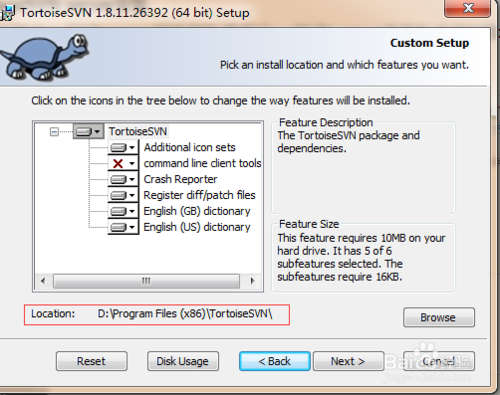 TortoiseSVN 1.8.11.26392 (64 bit) Setup
Custom Setup
Pick an install location and which features you want.
Click on the icons in the tree below to change the way features will be installed.
TortoiseSVN
Additional icon sets
command line client tools
Crash Reporter
Register diff/patch files
English (GB) dictionary
English (US) dictionary
Feature Description
The TortoiseSVN package and
dependencies.
Feature Size
This feature requires 10MB on your
hard drive. It has 5 of 6
subfeatures selected. The
subfeatures require 16KB.
Location: D:\Program Files (x86)\TortoiseSVN\
Browse
Reset
Disk Usage
< Back
Next >
Cancel